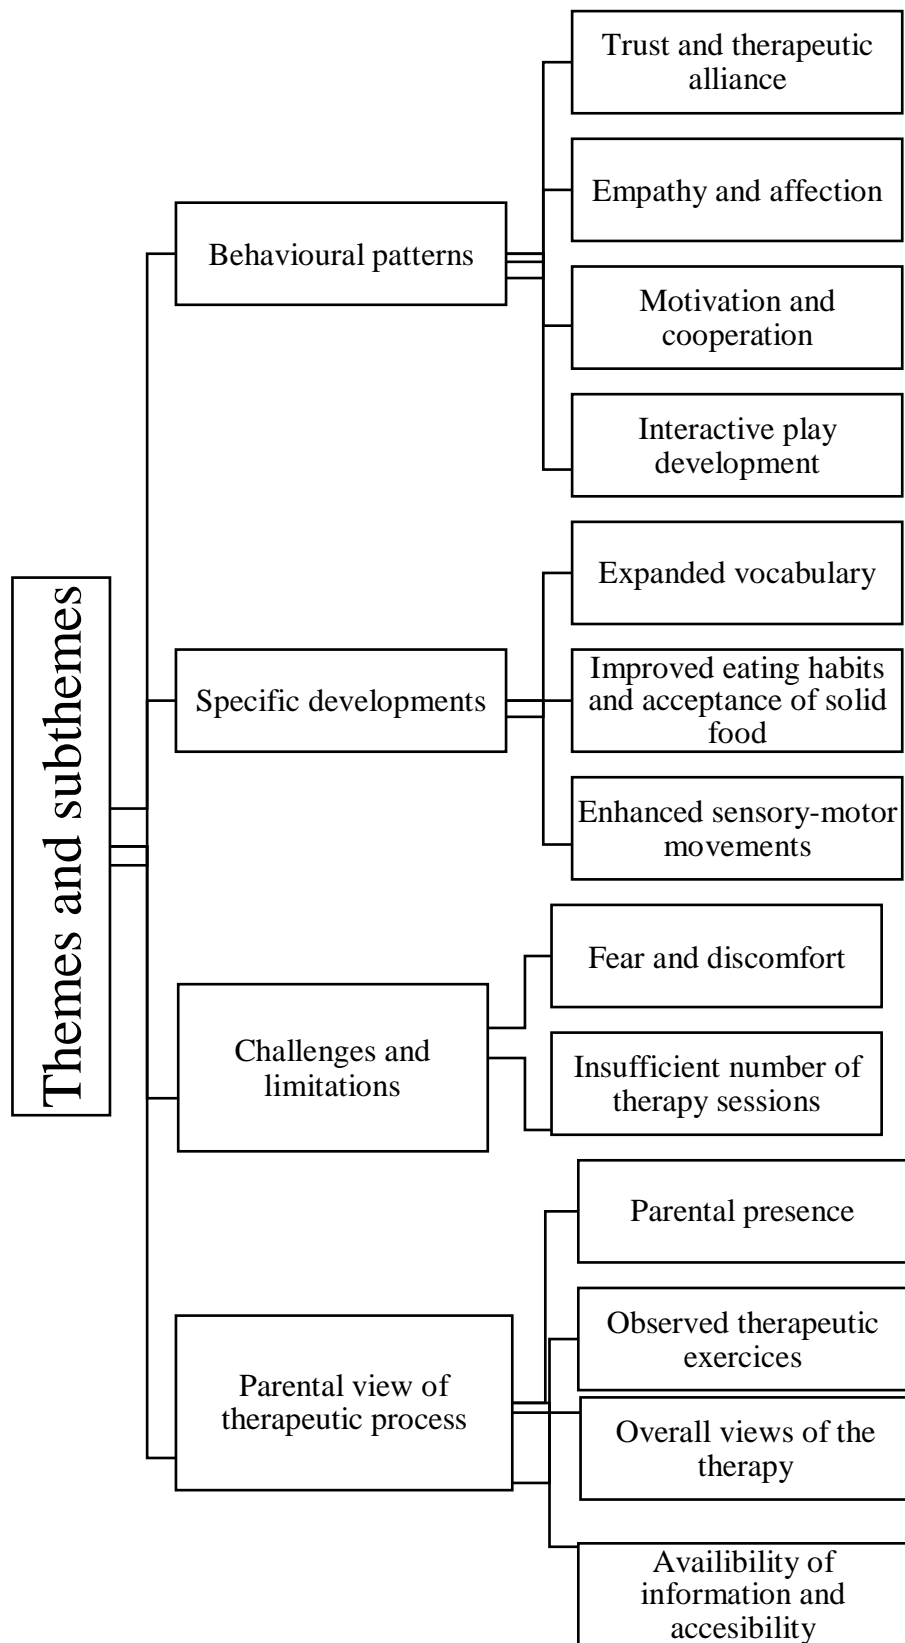 Themes and subthemes
Behavioural patterns
Trust and therapeutic
alliance
Empathy and affection
Motivation and
cooperation
Interactive play
development
Specific developments
Expanded vocabulary
Improved eating habits
and acceptance of solid
food
Enhanced sensory-motor
movements
Challenges and
limitations
Fear and discomfort
Insufficient number of
therapy sessions
Parental view of
therapeutic process
Parental presence
Observed therapeutic
exercices
Overall views of the
therapy
Availibility of
information and
accesibility